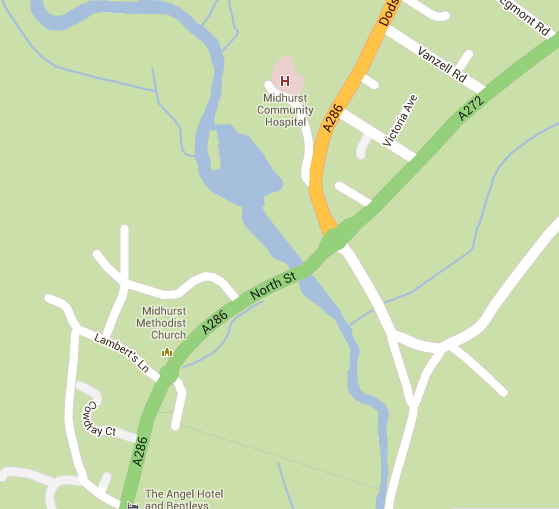 Dods
Egmont Rd
Vanzell Rd
H
Midhurst
Community
Hospital
A286
Victoria Ave
A272
North St
A286
Midhurst
Methodist
Church
Lambert's Ln
Cowdray Ct
A286
The Angel Hotel
and Bentleys